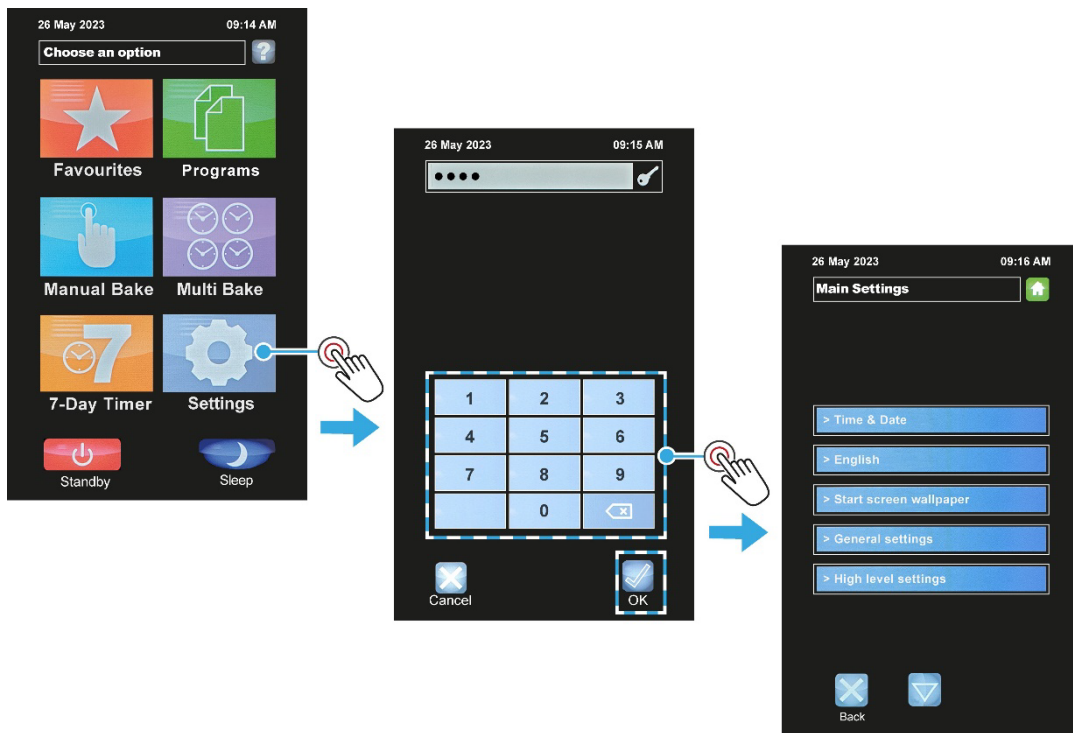 26 May 2023 09:14 AM
Choose an option ?
Favourites Programs
Manual Bake Multi Bake
7
7-Day Timer Settings
Standby Sleep
26 May 2023 09:15 AM
••••
1 2 3
4 5 6
7 8 9
0
Cancel OK
26 May 2023 09:16 AM
Main Settings
> Time & Date
> English
> Start screen wallpaper
> General settings
> High level settings
Back